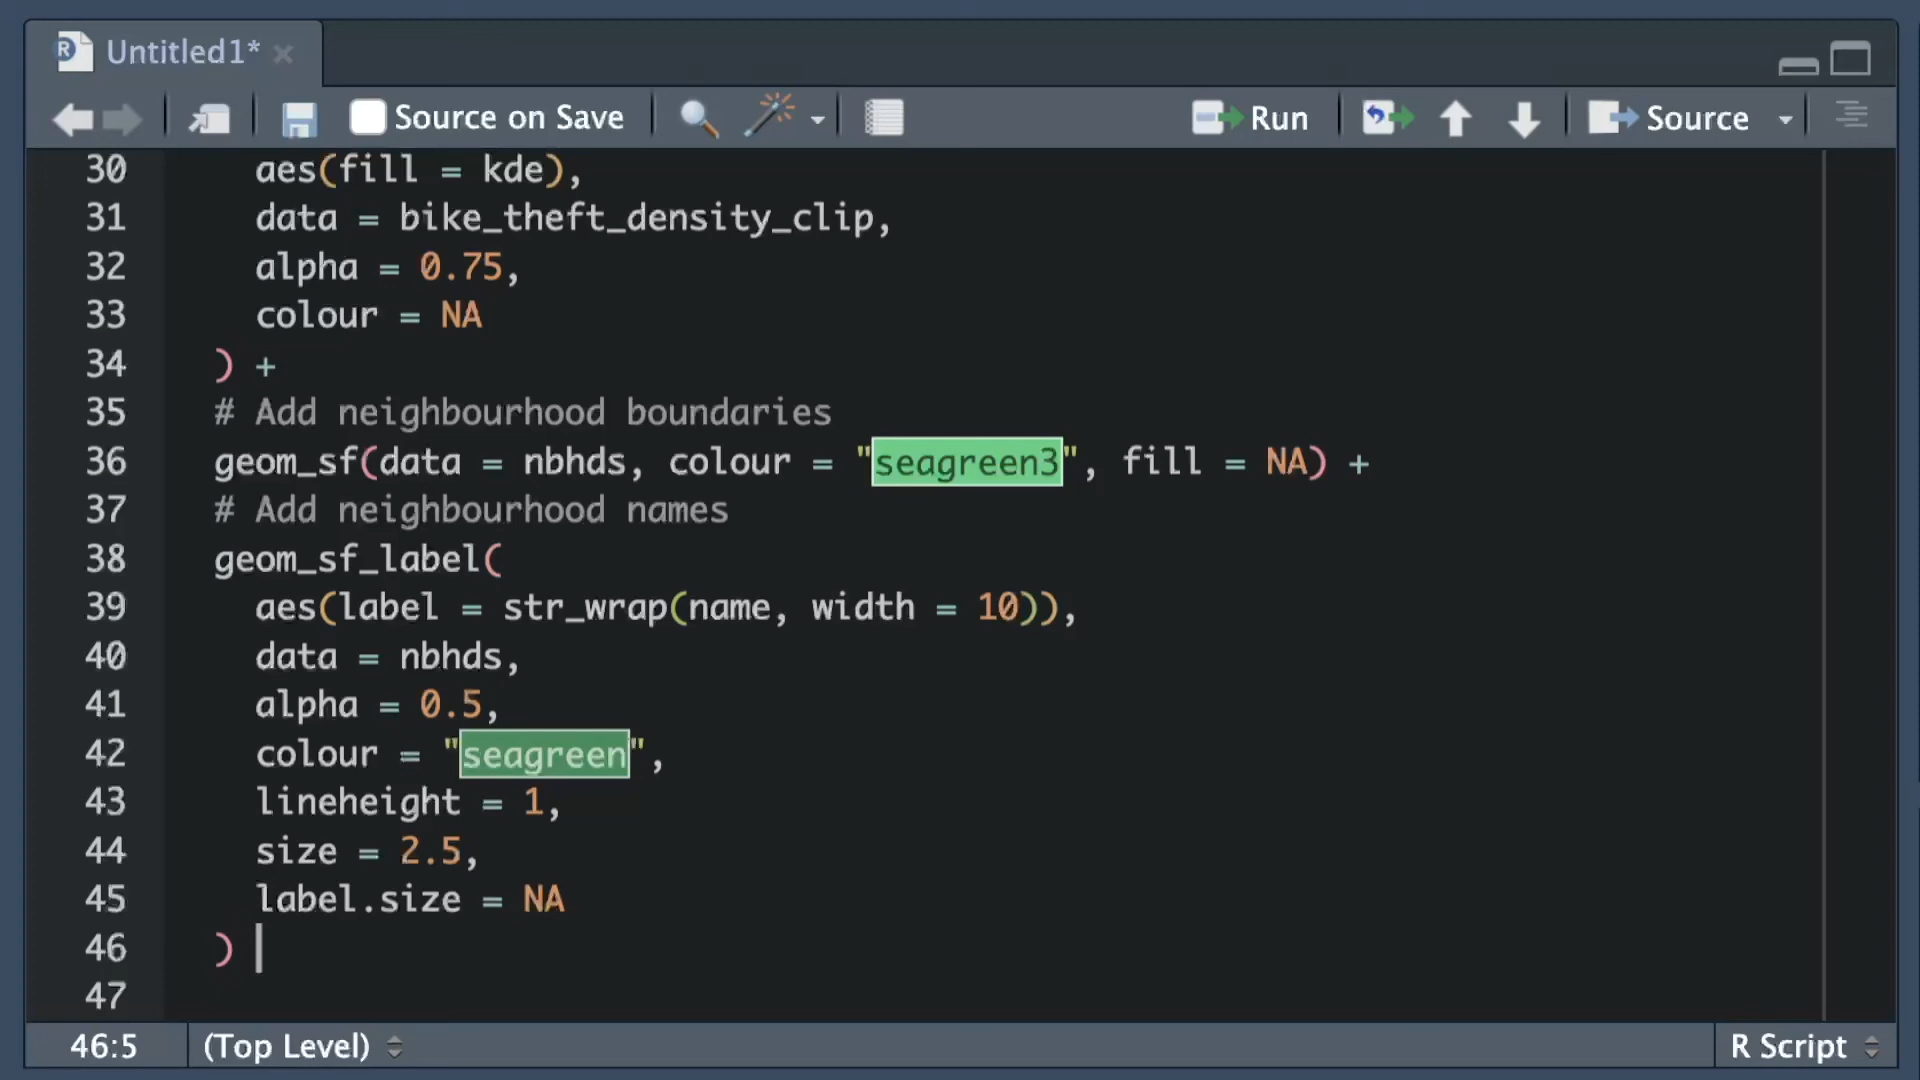 Untitled1*
Source on Save Run Source
30 aes(fill = kde),
31 data = bike_theft_density_clip,
32 alpha = 0.75,
33 colour = NA
34 ) +
35 # Add neighbourhood boundaries
36 geom_sf(data = nbhds, colour = "seagreen3", fill = NA) +
37 # Add neighbourhood names
38 geom_sf_label(
39 aes(label = str_wrap(name, width = 10)),
40 data = nbhds,
41 alpha = 0.5,
42 colour = "seagreen",
43 lineheight = 1,
44 size = 2.5,
45 label.size = NA
46 )
47
46:5 (Top Level) R Script